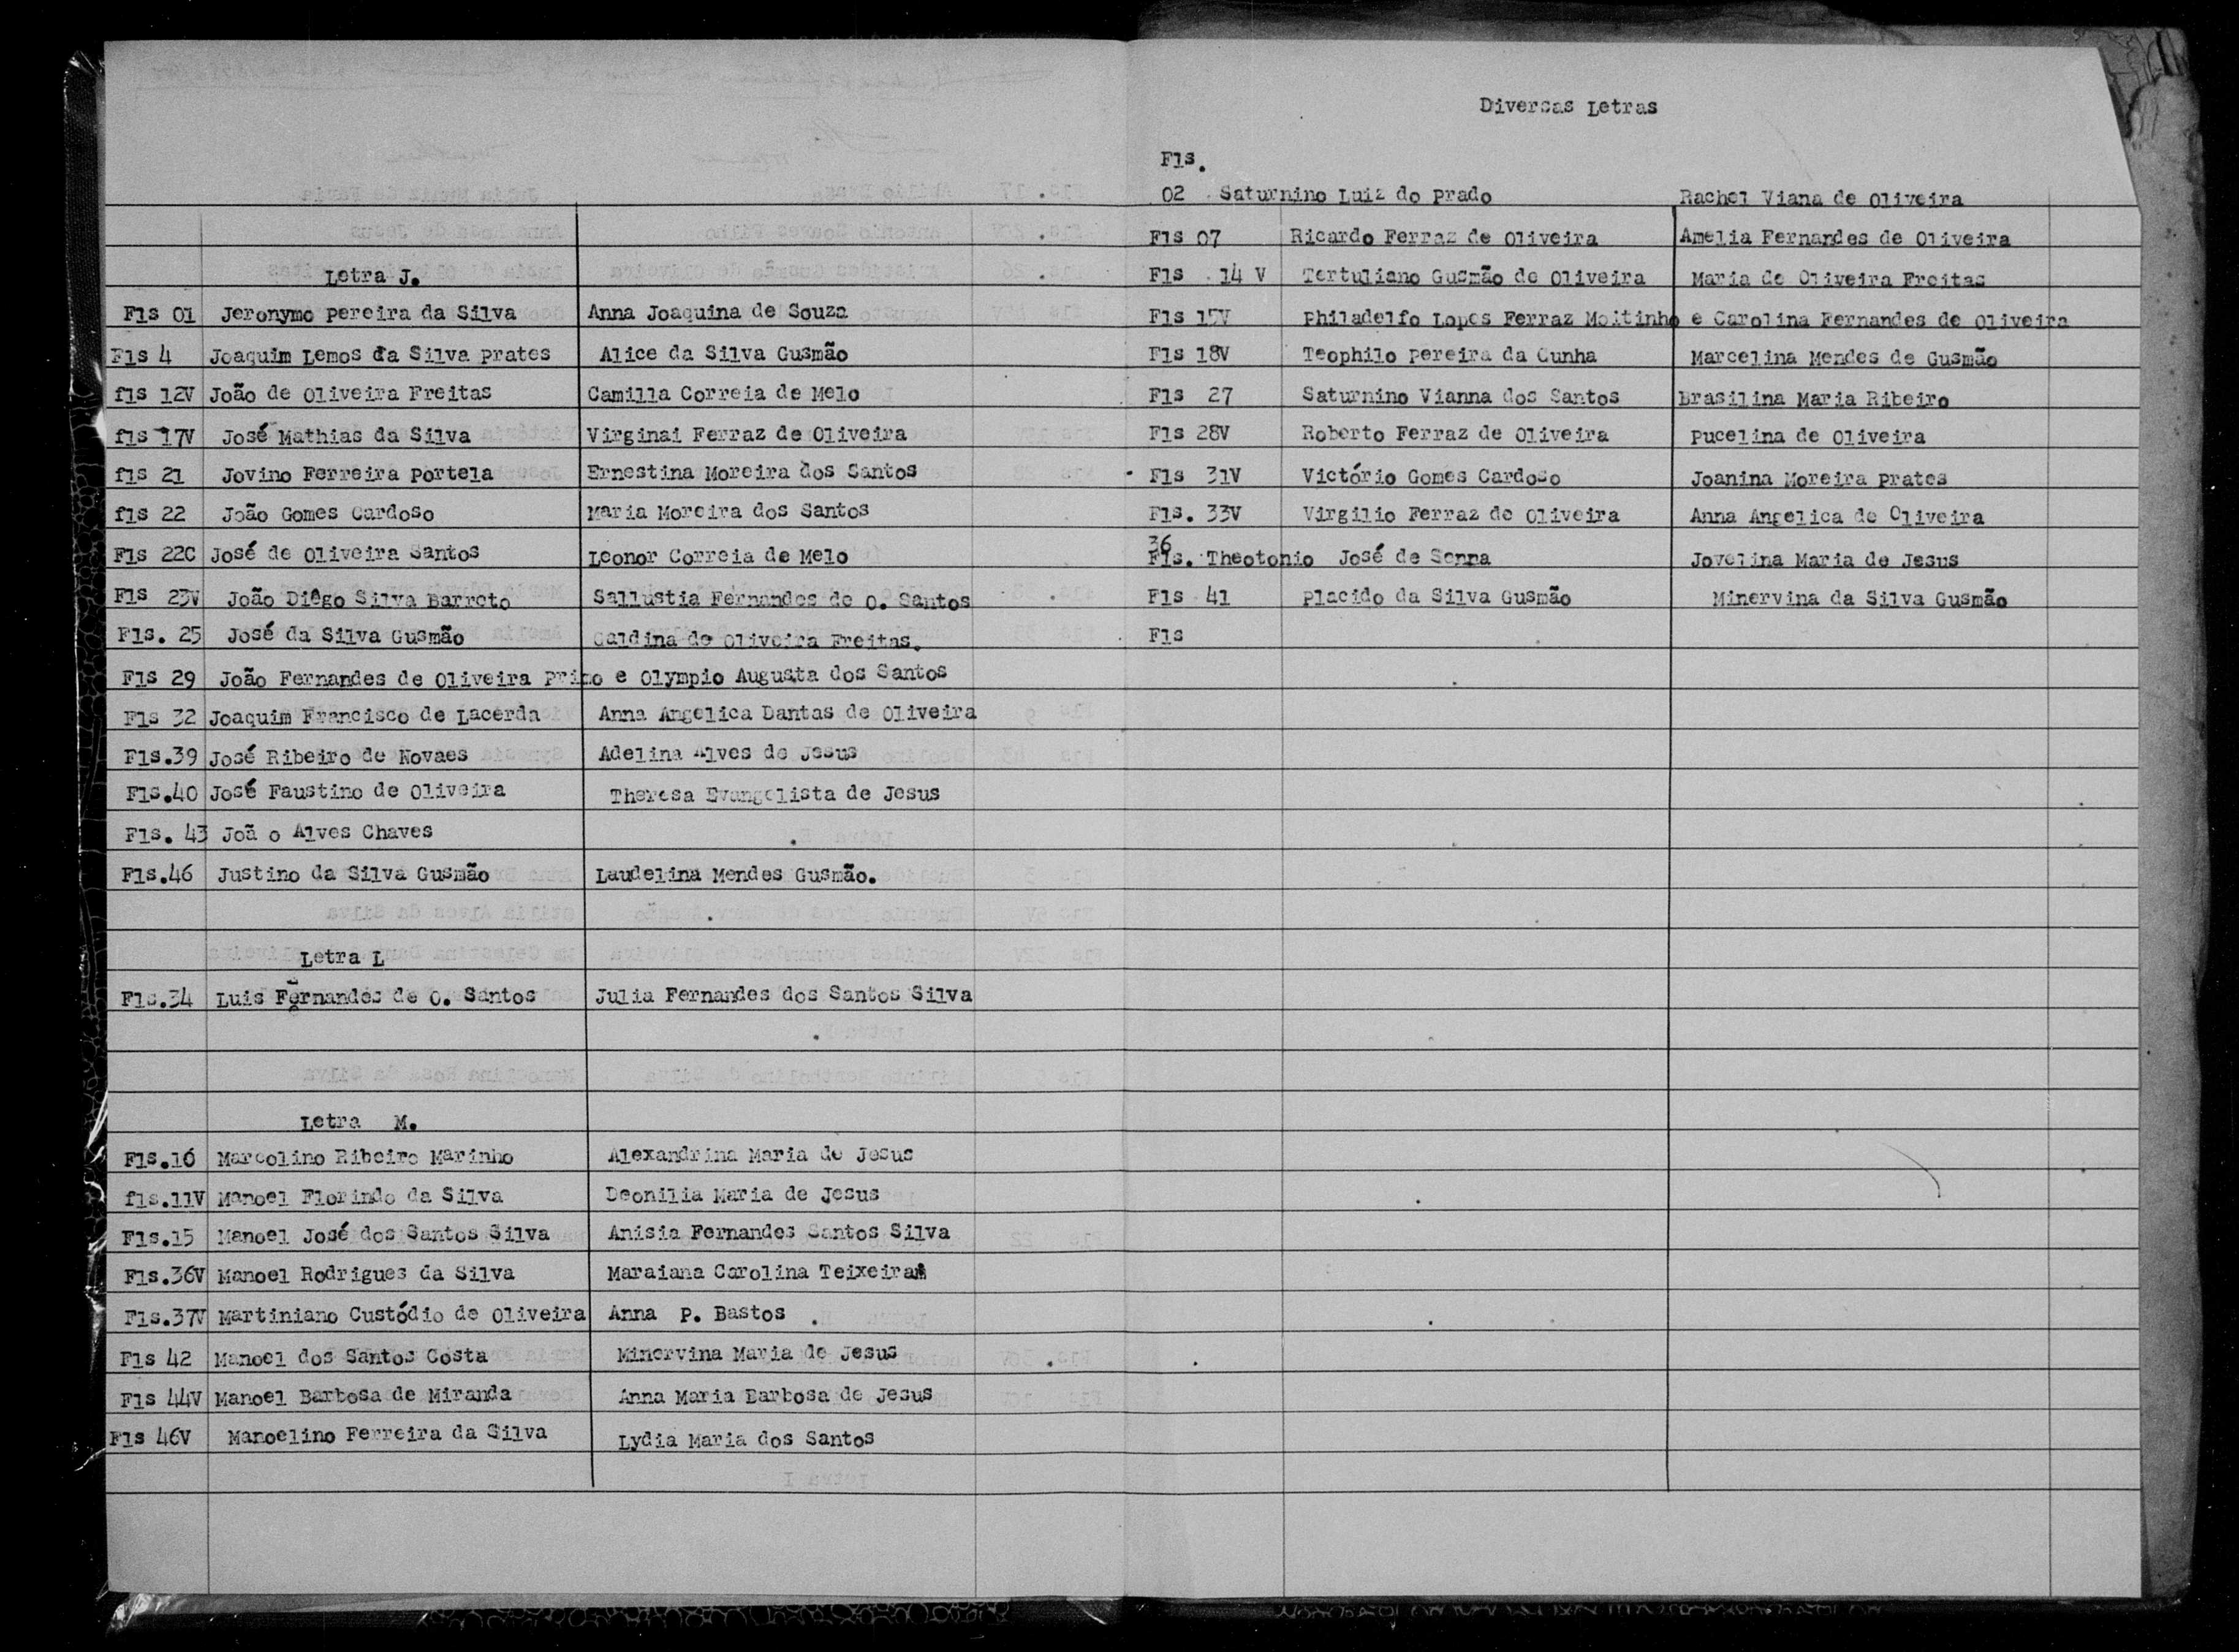 Letra J.
Fls 01 Jeronymo Pereira da Silva Anna Joaquina de Souza
Fls 4 Joaquim Lemos da Silva Prates Alice da Silva Gusmão
fls 12V João de Oliveira Freitas Camilla Correia de Melo
fls 17V José Mathias da Silva Virginai Ferraz de Oliveira
fls 21 Jovino Ferreira Portela Ernestina Moreira dos Santos
fls 22 João Gomes Cardoso Maria Moreira dos Santos
Fls 22C José de Oliveira Santos Leonor Correia de Melo
Fls 23V João Diêgo Silva Barreto Sallustia Fernandes de O. Santos
Fls. 25 José da Silva Gusmão Galdina de Oliveira Freitas.
Fls 29 João Fernandes de Oliveira Primo e Olympio Augusta dos Santos
Fls 32 Joaquim Francisco de Lacerda Anna Angelica Dantas de Oliveira
Fls.39 José Ribeiro de Novaes Adelina Alves de Jesus
Fls.40 José Faustino de Oliveira Theresa Evangelista de Jesus
Fls. 43 Joã o Alves Chaves
Fls.46 Justino da Silva Gusmão Laudelina Mendes Gusmão.
Letra L
Fls.34 Luis Fernandes de O. Santos Julia Fernandes dos Santos Silva
Letra M.
Fls.10 Marcolino Ribeiro Marinho Alexandrina Maria de Jesus
fls.11V Manoel Florindo da Silva Deonilia Maria de Jesus
Fls.15 Manoel José dos Santos Silva Anisia Fernandes Santos Silva
Fls.36V Manoel Rodrigues da Silva Maraiana Carolina Teixeira
Fls.37V Martiniano Custódio de Oliveira Anna P. Bastos
Fls 42 Manoel dos Santos Costa Minervina Maria de Jesus
Fls 44V Manoel Barbosa de Miranda Anna Maria Barbosa de Jesus
Fls 46V Manoelino Ferreira da Silva Lydia Maria dos Santos
Diversas Letras
Fls.
02 Saturnino Luiz do Prado Rachel Viana de Oliveira
Fls 07 Ricardo Ferraz de Oliveira Amelia Fernandes de Oliveira
Fls 14 V Tertuliano Gusmão de Oliveira Maria de Oliveira Freitas
Fls 15V Philadelfo Lopes Ferraz Moitinho e Carolina Fernandes de Oliveira
Fls 18V Teophilo Pereira da Cunha Marcelina Mendes de Gusmão
Fls 27 Saturnino Vianna dos Santos Brasilina Maria Ribeiro
Fls 28V Roberto Ferraz de Oliveira Pucelina de Oliveira
Fls 31V Victório Gomes Cardoso Joanina Moreira Prates
Fls. 33V Virgilio Ferraz de Oliveira Anna Angelica de Oliveira
36
Fls. Theotonio José de Senna Jovelina Maria de Jesus
Fls 41 Placido da Silva Gusmão Minervina da Silva Gusmão
Fls